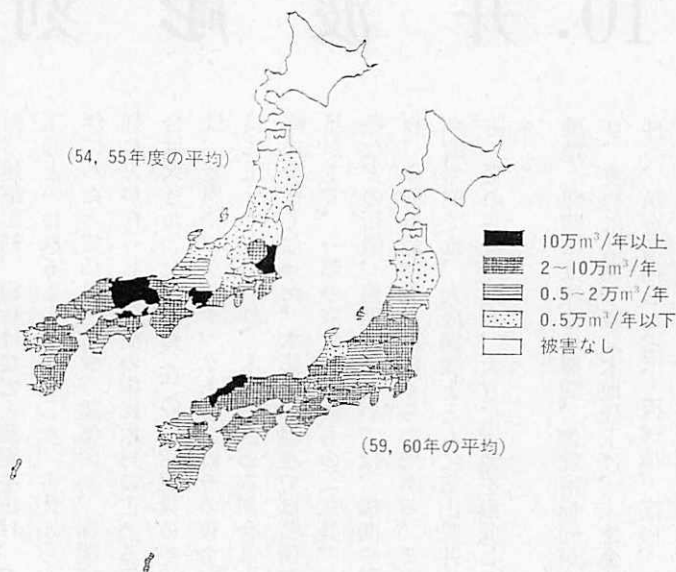 (54, 55年度の平均)
10万m³/年以上
2～10万m³/年
0.5～2万m³/年
0.5万m³/年以下
被害なし
(59, 60年の平均)